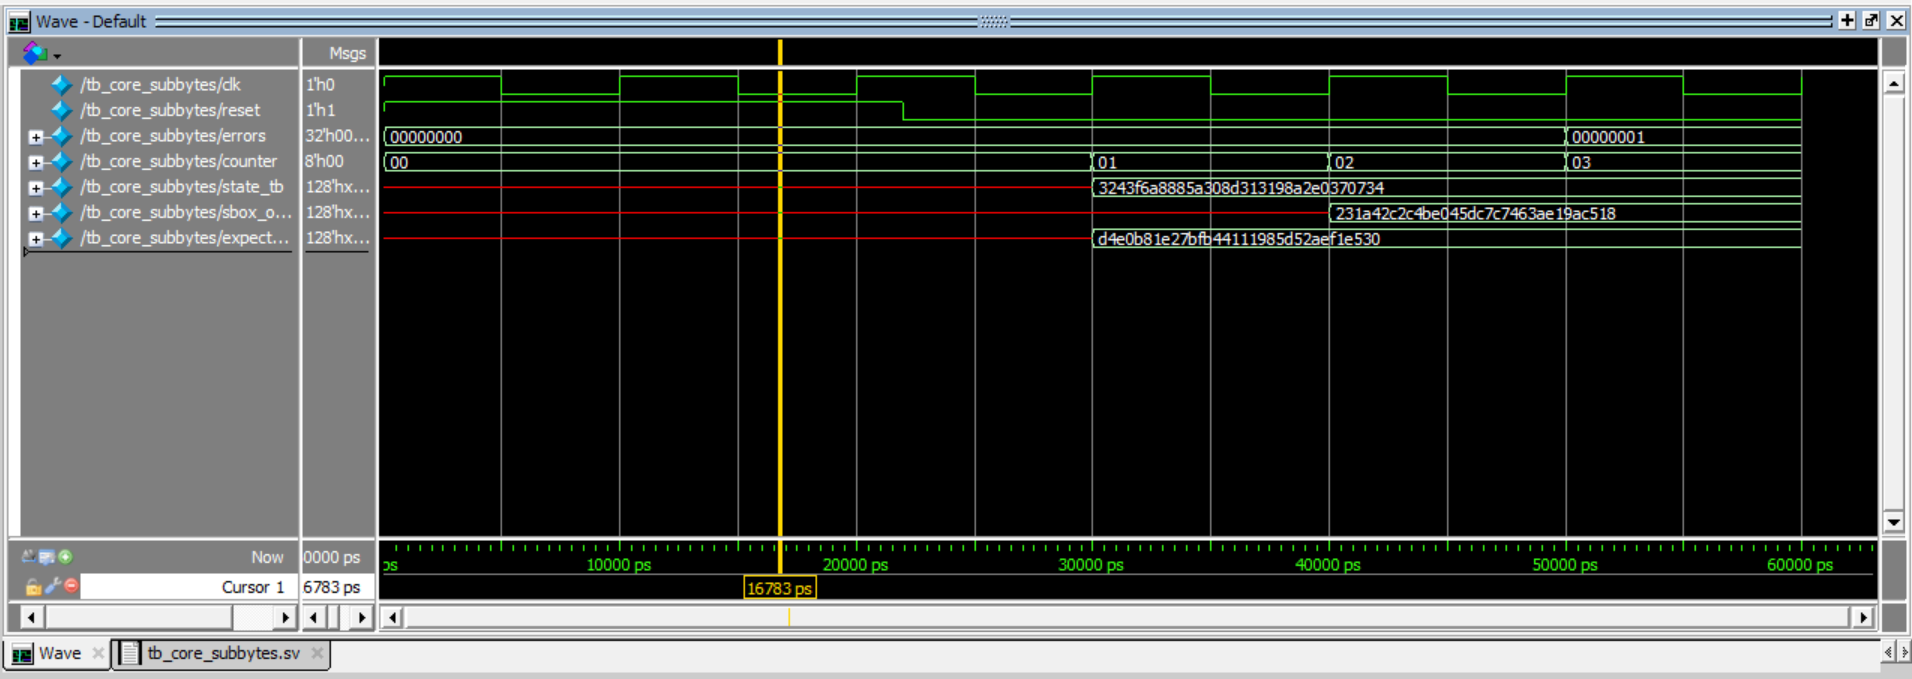 Wave - Default
Msgs
/tb_core_subbytes/clk 1'h0
/tb_core_subbytes/reset 1'h1
/tb_core_subbytes/errors 32'h00... 00000000 00000001
/tb_core_subbytes/counter 8'h00 00 01 02 03
/tb_core_subbytes/state_tb 128'hx... 3243f6a8885a308d313198a2e0370734
/tb_core_subbytes/sbox_o... 128'hx... 231a42c2c4be045dc7c7463ae19ac518
/tb_core_subbytes/expect... 128'hx... d4e0b81e27bfb44111985d52aef1e530
Now 0000 ps ps 10000 ps 20000 ps 30000 ps 40000 ps 50000 ps 60000 ps
Cursor 1 6783 ps 16783 ps
Wave tb_core_subbytes.sv